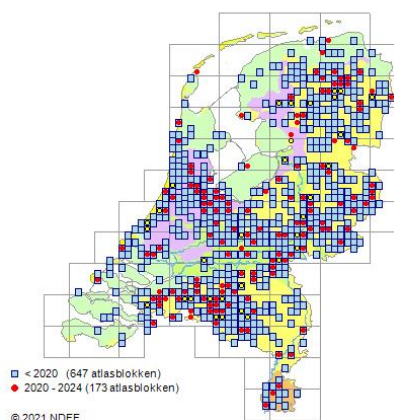 < 2020 (647 atlasblokken)
2020 - 2024 (173 atlasblokken)
© 2021 NDFF